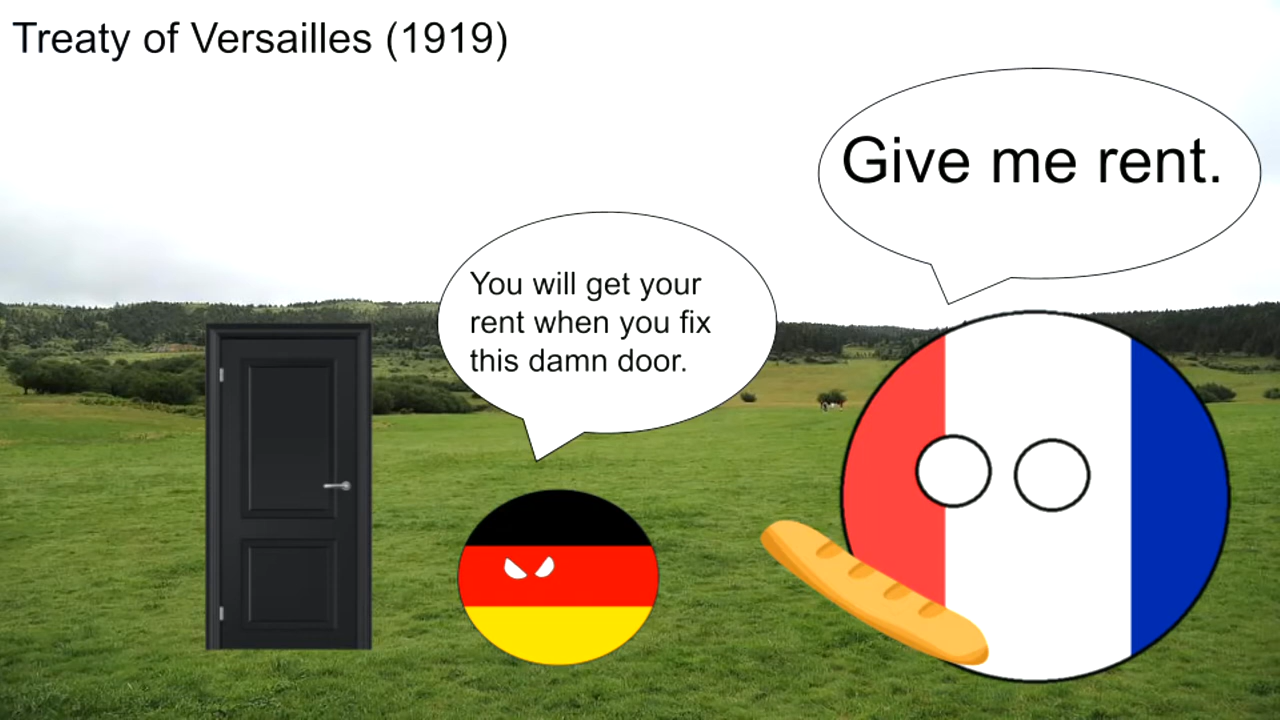 Treaty of Versailles (1919)
Give me rent.
You will get your
rent when you fix
this damn door.